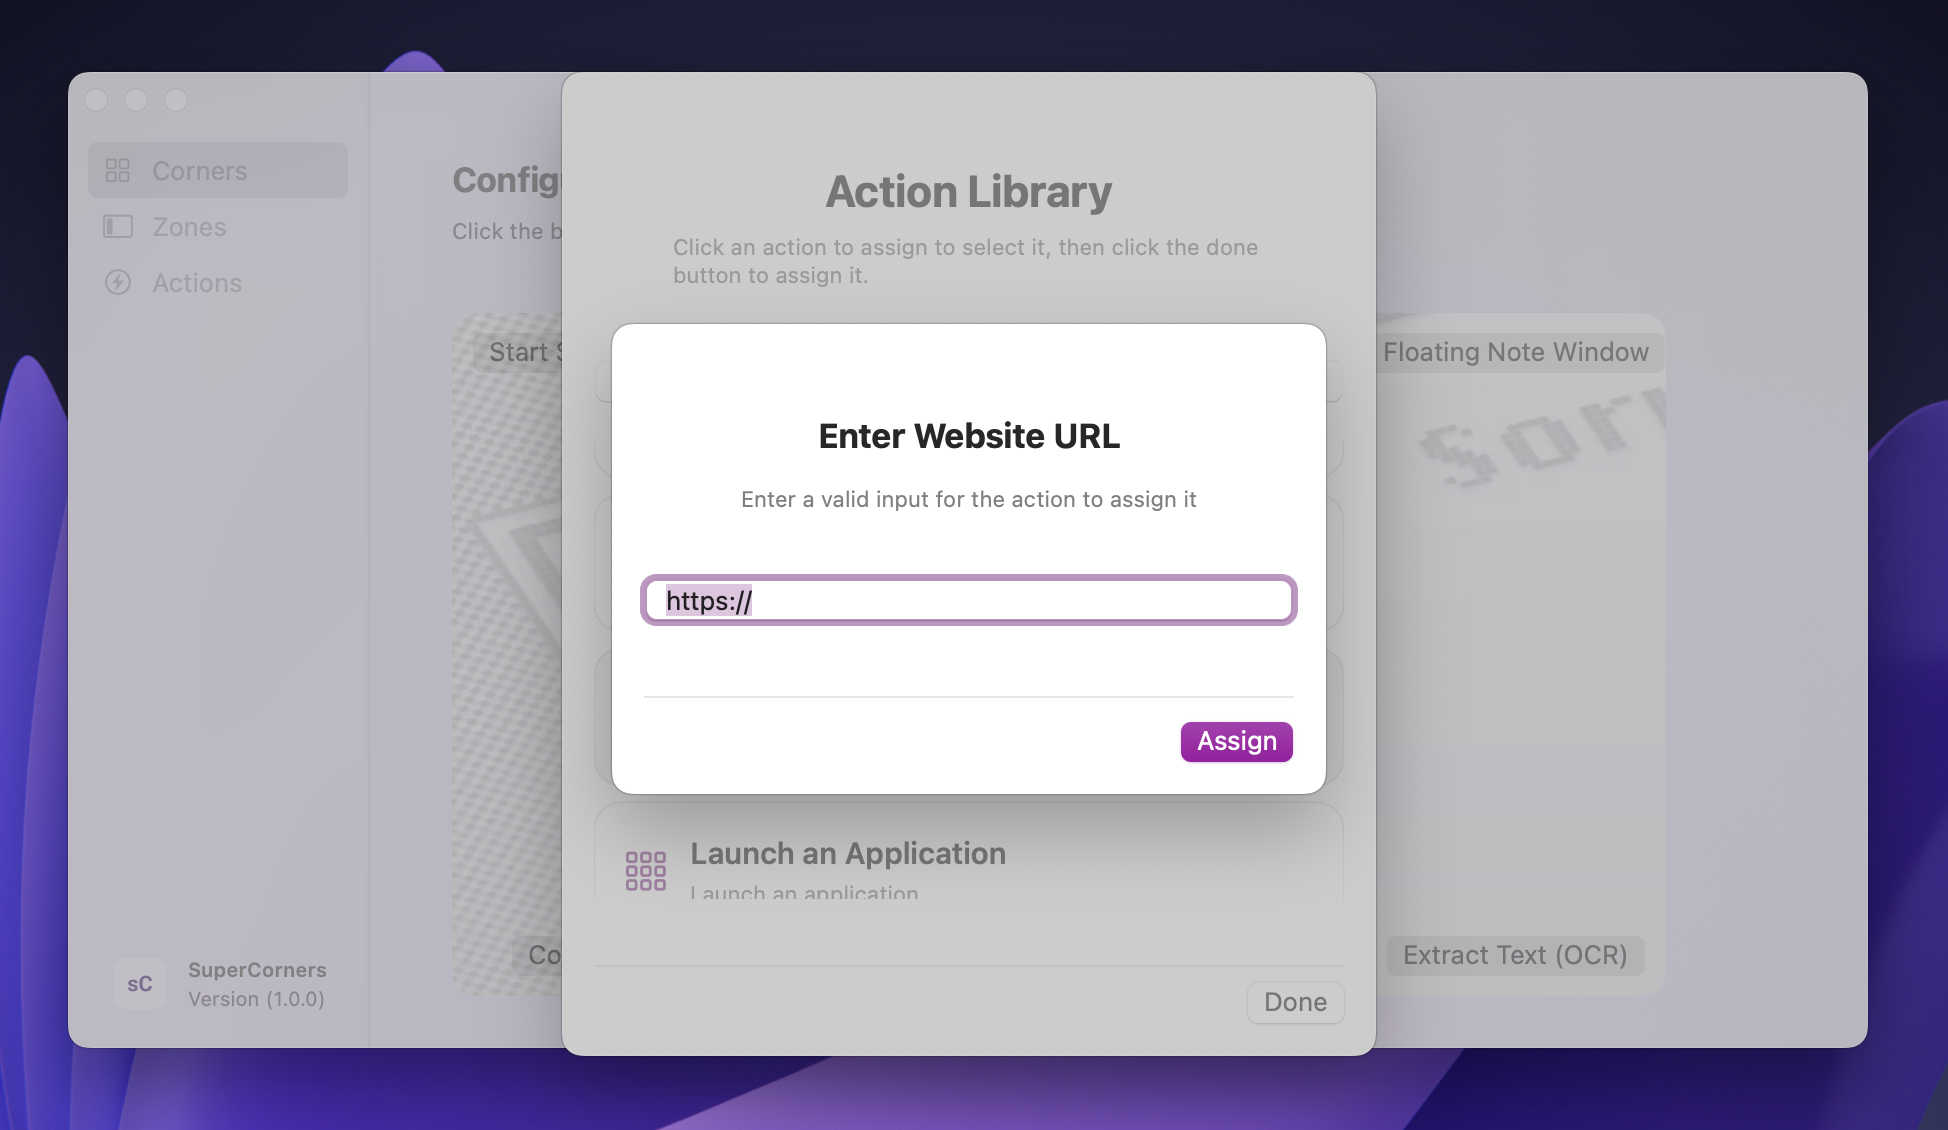 Corners
Zones
Actions
SuperCorners
Version (1.0.0)
sC
Click the
Start
Floating Note Window
Extract Text (OCR)
Action Library
Click an action to assign to select it, then click the done
button to assign it.
Enter Website URL
Enter a valid input for the action to assign it
https://
Assign
Launch an Application
Launch an application
Done